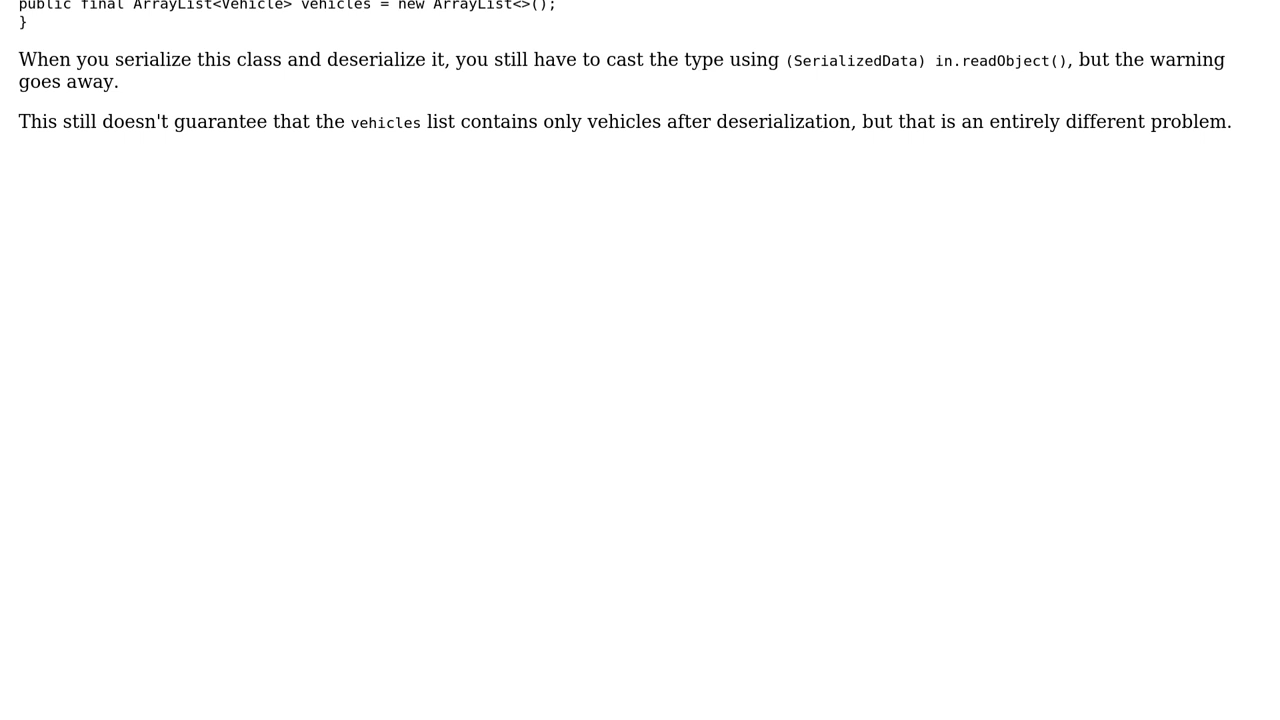 public final ArrayList<Vehicle> vehicles = new ArrayList<>();
}
When you serialize this class and deserialize it, you still have to cast the type using (SerializedData) in.readObject(), but the warning
goes away.
This still doesn't guarantee that the vehicles list contains only vehicles after deserialization, but that is an entirely different problem.